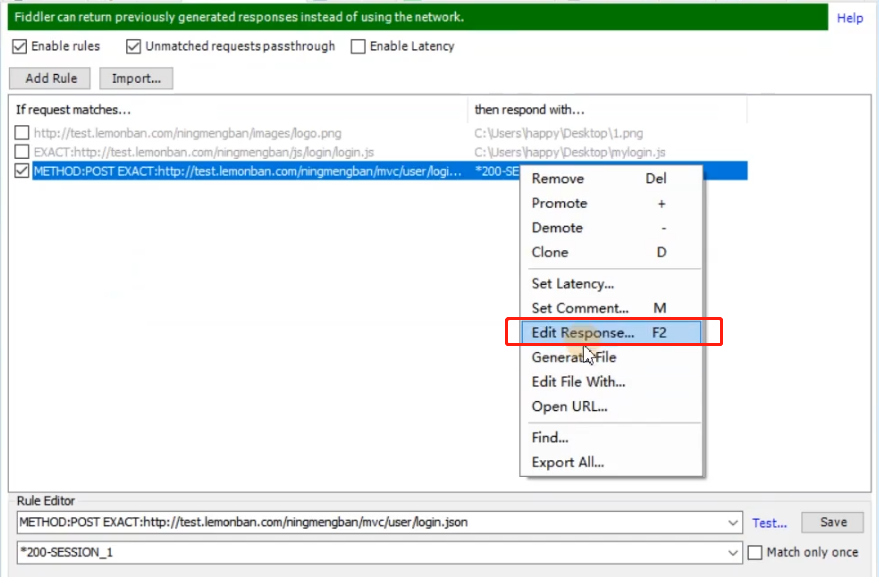 Fiddler can return previously generated responses instead of using the network.
Help
Enable rules Unmatched requests passthrough Enable Latency
Add Rule Import...
If request matches... then respond with...
http://test.lemonban.com/ningmengban/images/logo.png C:\Users\happy\Desktop\1.png
EXACT:http://test.lemonban.com/ningmengban/js/login/login.js C:\Users\happy\Desktop\mylogin.js
METHOD:POST EXACT:http://test.lemonban.com/ningmengban/mvc/user/logi... *200-SE
Remove Del
Promote +
Demote -
Clone D
Set Latency...
Set Comment... M
Edit Response... F2
Generate File
Edit File With...
Open URL...
Find...
Export All...
Rule Editor
METHOD:POST EXACT:http://test.lemonban.com/ningmengban/mvc/user/login.json Test... Save
*200-SESSION_1 Match only once